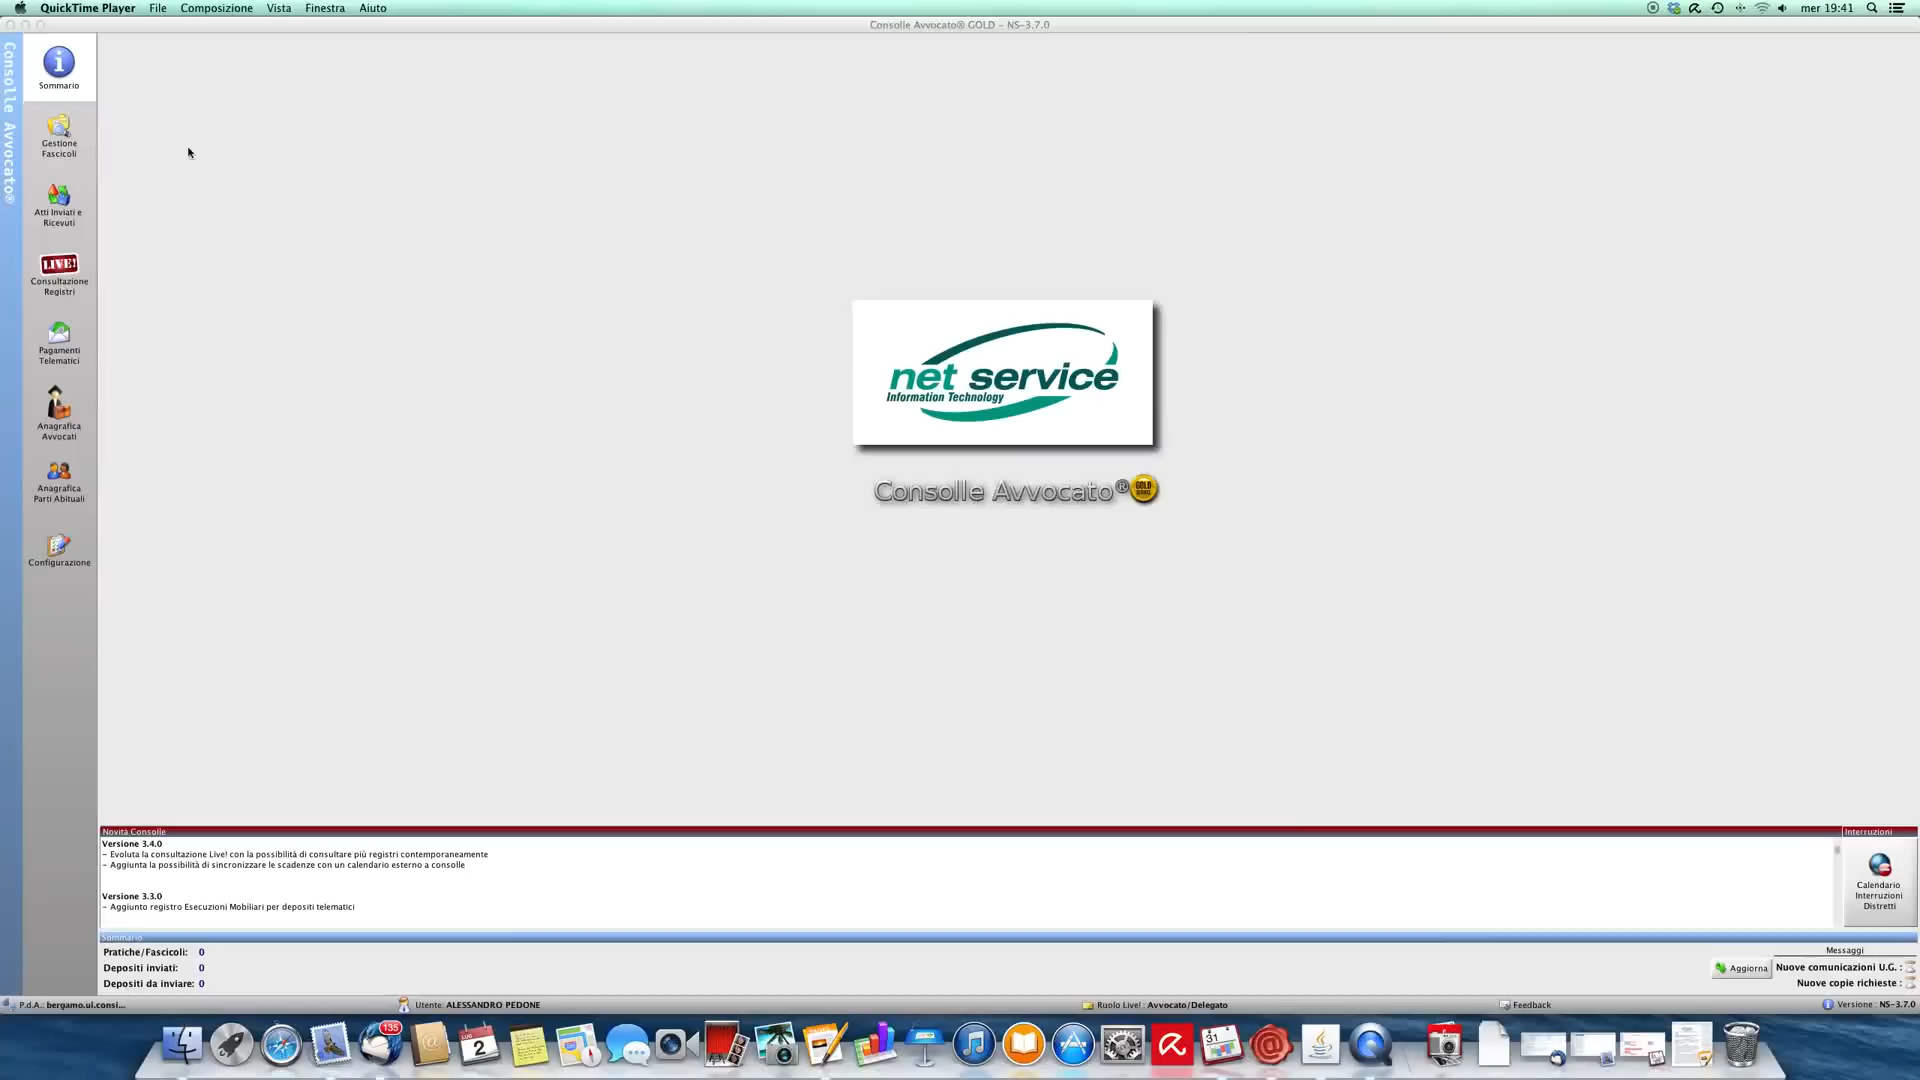 QuickTime Player File Composizione Vista Finestra Aiuto mer 19:41
Consolle Avvocato® GOLD - NS-3.7.0
Consolle Avvocato®
Sommario
Gestione
Fascicoli
Atti Inviati e
Ricevuti
LIVE!
Consultazione
Registri
Pagamenti
Telematici
Anagrafica
Avvocati
Anagrafica
Parti Abituali
Configurazione
net service
Information Technology
Consolle Avvocato®
GOLD
Novità Consolle
Versione 3.4.0
- Evoluta la consultazione Live! con la possibilità di consultare più registri contemporaneamente
- Aggiunta la possibilità di sincronizzare le scadenze con un calendario esterno a consolle
Versione 3.3.0
- Aggiunto registro Esecuzioni Mobiliari per depositi telematici
Interruzioni
Calendario
Interruzioni
Distretti
Sommario
Pratiche/Fascicoli: 0
Depositi inviati: 0
Depositi da inviare: 0
Messaggi
Aggiorna
Nuove comunicazioni U.G. :
Nuove copie richieste :
P.d.A.: bergamo.ul.consi...
Utente: ALESSANDRO PEDONE
Ruolo Live! : Avvocato/Delegato
Feedback
Versione : NS-3.7.0
135
LUG
2
31